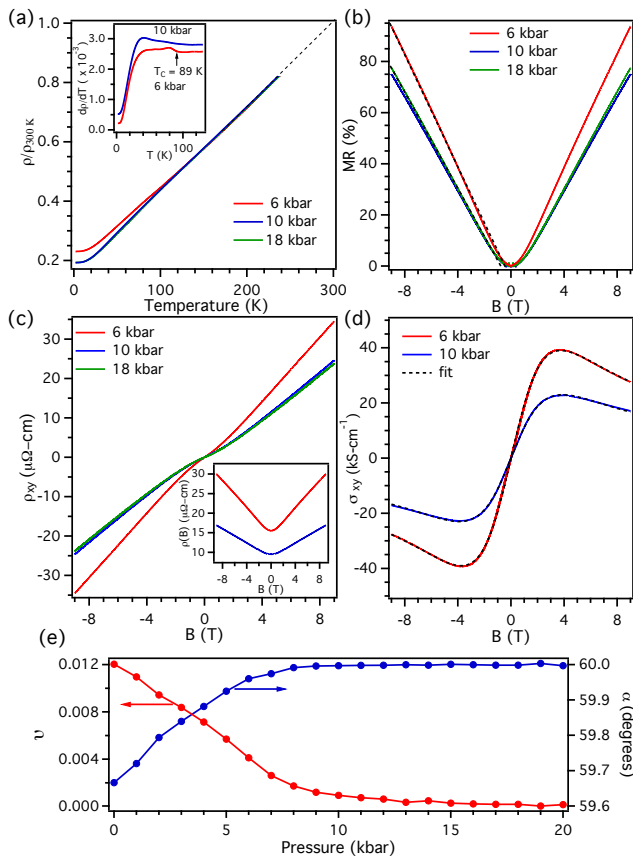 (a)
1.0
0.8
0.6
0.4
0.2
ρ/ρ300 K
0
100
200
300
Temperature (K)
6 kbar
10 kbar
18 kbar
3.0
2.0
1.0
0.0
dρ/dT ( x 10-3)
10 kbar
TC = 89 K
6 kbar
0
100
T (K)
(b)
80
60
40
20
0
MR (%)
-8
-4
0
4
8
B (T)
6 kbar
10 kbar
18 kbar
(c)
30
20
10
0
-10
-20
-30
ρxy (μΩ–cm)
-8
-4
0
4
8
B (T)
6 kbar
10 kbar
18 kbar
30
25
20
15
10
ρ(B) (μΩ–cm)
-8
-4
0
4
8
B (T)
(d)
40
20
0
-20
-40
σxy (kS-cm-1)
-8
-4
0
4
8
B (T)
6 kbar
10 kbar
fit
(e)
0.012
0.008
0.004
0.000
υ
60.0
59.9
59.8
59.7
59.6
α (degrees)
0
5
10
15
20
Pressure (kbar)